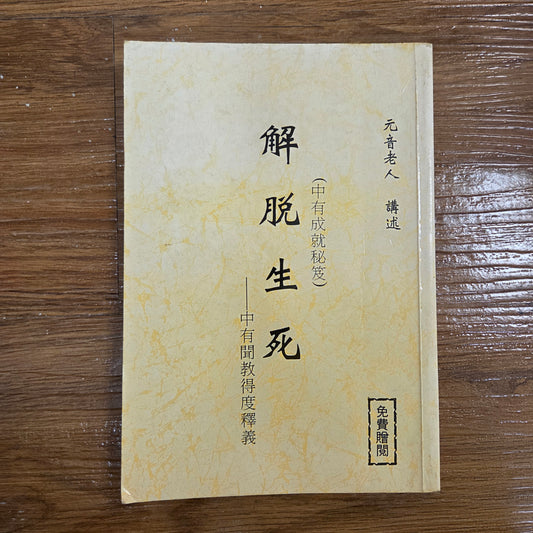 元音老人 講述
(中有成就秘笈)
解脫生死
——中有聞教得度釋義
免費贈閱